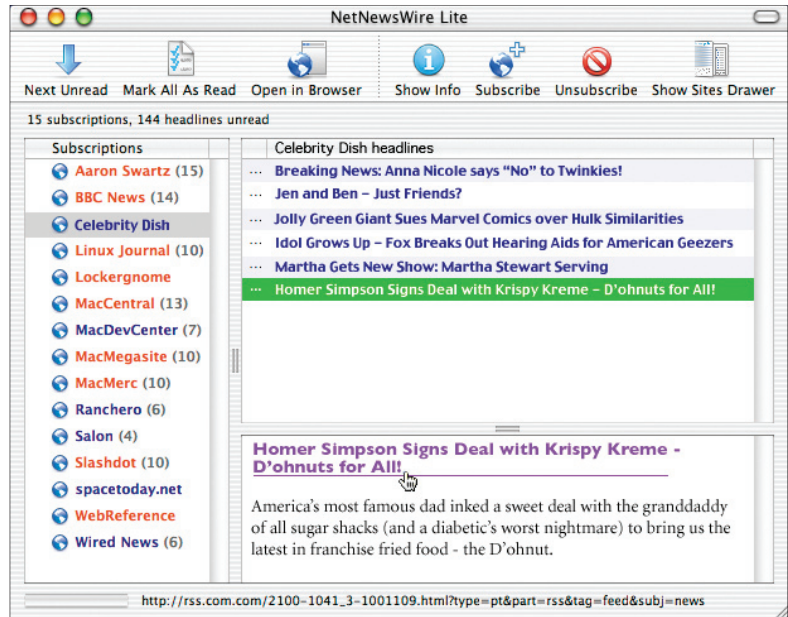 NetNewsWire Lite
Next Unread Mark All As Read Open in Browser Show Info Subscribe Unsubscribe Show Sites Drawer
15 subscriptions, 144 headlines unread
Subscriptions
Aaron Swartz (15)
BBC News (14)
Celebrity Dish
Linux Journal (10)
Lockergnome
MacCentral (13)
MacDevCenter (7)
MacMegasite (10)
MacMerc (10)
Ranchero (6)
Salon (4)
Slashdot (10)
spacetoday.net
WebReference
Wired News (6)
Celebrity Dish headlines
··· Breaking News: Anna Nicole says “No” to Twinkies!
··· Jen and Ben – Just Friends?
··· Jolly Green Giant Sues Marvel Comics over Hulk Similarities
··· Idol Grows Up – Fox Breaks Out Hearing Aids for American Geezers
··· Martha Gets New Show: Martha Stewart Serving
··· Homer Simpson Signs Deal with Krispy Kreme – D’ohnuts for All!
Homer Simpson Signs Deal with Krispy Kreme -
D’ohnuts for All!
America’s most famous dad inked a sweet deal with the granddaddy
of all sugar shacks (and a diabetic’s worst nightmare) to bring us the
latest in franchise fried food - the D’ohnut.
http://rss.com.com/2100-1041_3-1001109.html?type=pt&part=rss&tag=feed&subj=news